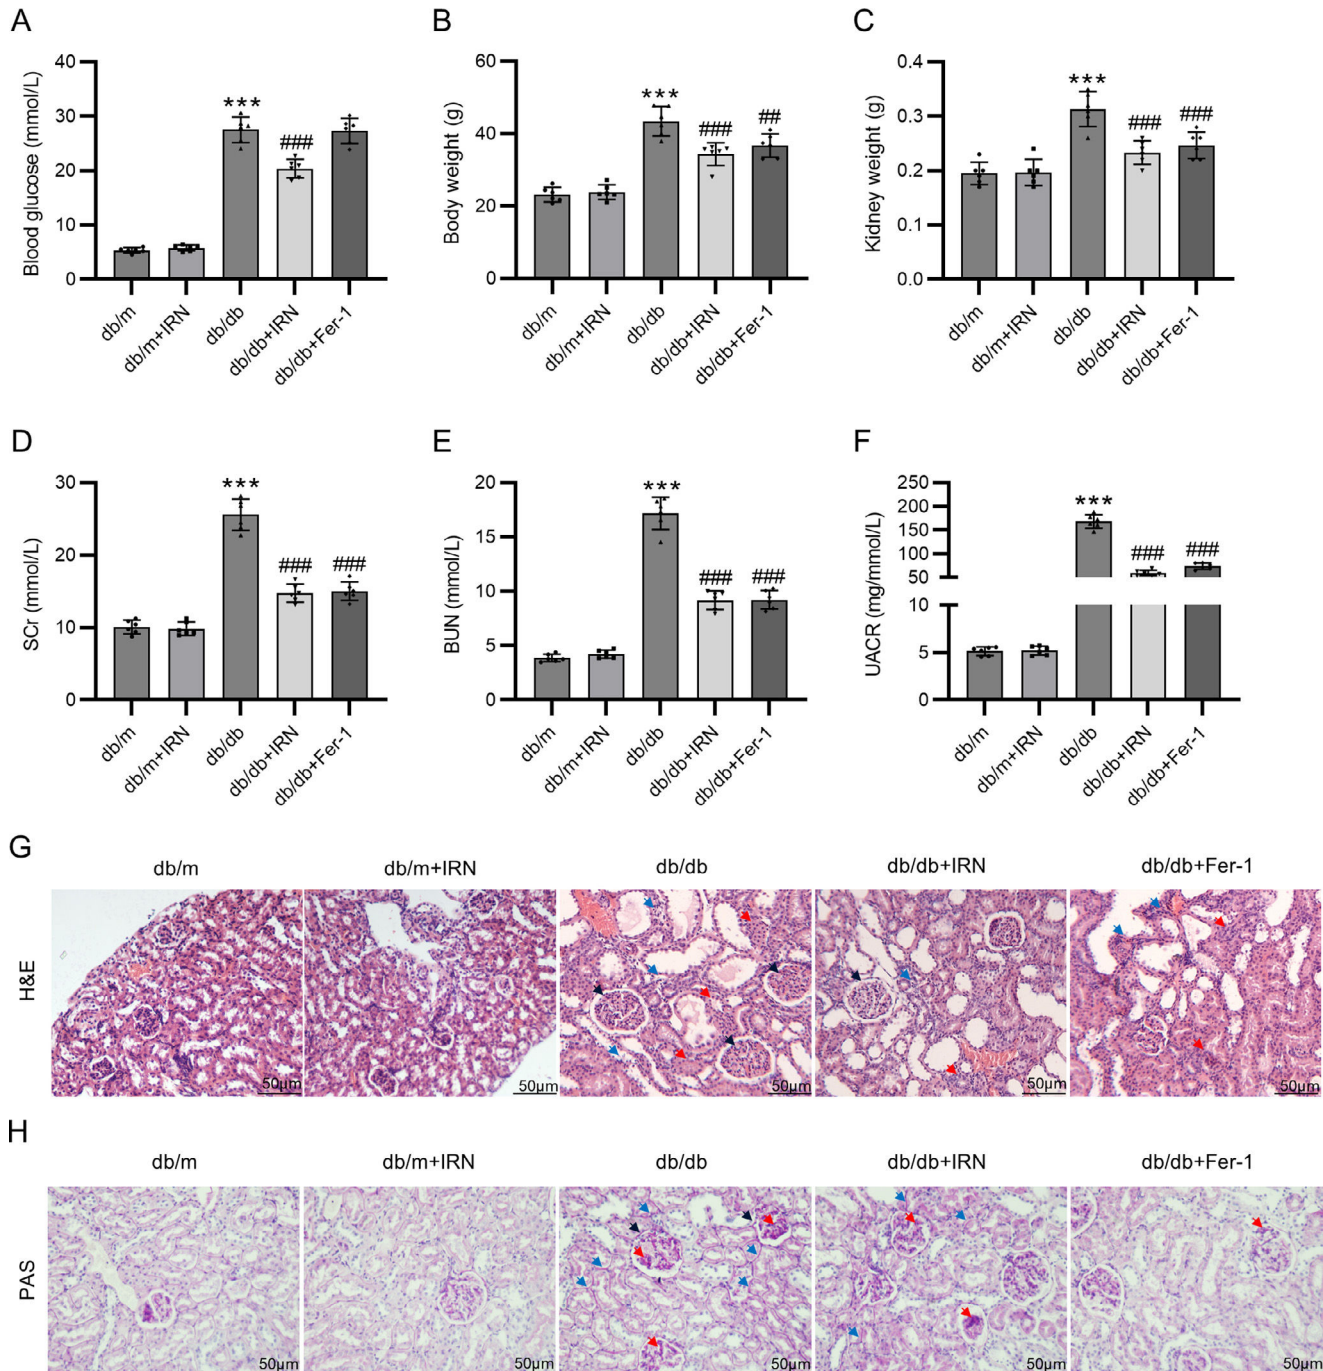 A
B
C
Blood glucose (mmol/L)
40
30
20
10
0
***
###
db/m
db/m+IRN
db/db
db/db+IRN
db/db+Fer-1
Body weight (g)
60
40
20
0
***
###
##
db/m
db/m+IRN
db/db
db/db+IRN
db/db+Fer-1
Kidney weight (g)
0.4
0.3
0.2
0.1
0.0
***
###
###
db/m
db/m+IRN
db/db
db/db+IRN
db/db+Fer-1
D
E
F
SCr (mmol/L)
30
20
10
0
***
###
###
db/m
db/m+IRN
db/db
db/db+IRN
db/db+Fer-1
BUN (mmol/L)
20
15
10
5
0
***
###
###
db/m
db/m+IRN
db/db
db/db+IRN
db/db+Fer-1
UACR (mg/mmol/L)
250
200
150
100
50
10
5
0
***
###
###
db/m
db/m+IRN
db/db
db/db+IRN
db/db+Fer-1
G
db/m
db/m+IRN
db/db
db/db+IRN
db/db+Fer-1
H&E
50μm
50μm
50μm
50μm
50μm
H
db/m
db/m+IRN
db/db
db/db+IRN
db/db+Fer-1
PAS
50μm
50μm
50μm
50μm
50μm